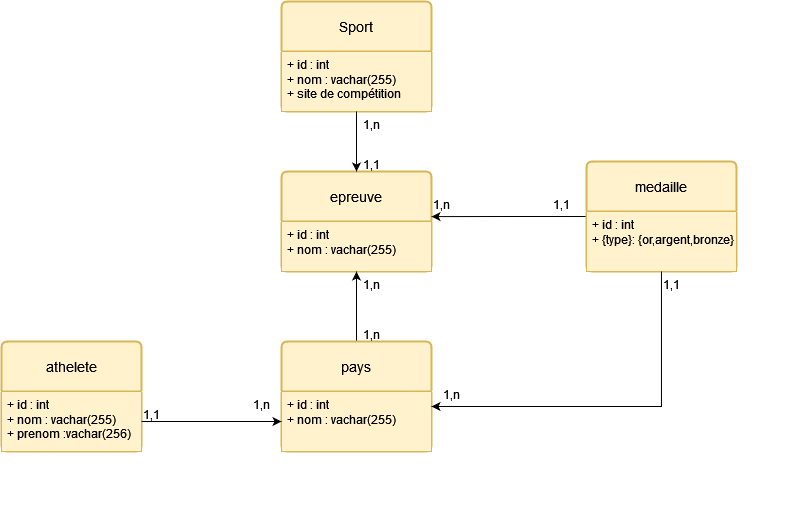 Sport
+ id : int
+ nom : vachar(255)
+ site de compétition
1,n
1,1
epreuve
+ id : int
+ nom : vachar(255)
1,n
1,1
medaille
+ id : int
+ {type}: {or,argent,bronze}
1,n
1,n
1,1
athelete
+ id : int
+ nom : vachar(255)
+ prenom :vachar(256)
1,1
1,n
pays
+ id : int
+ nom : vachar(255)
1,n